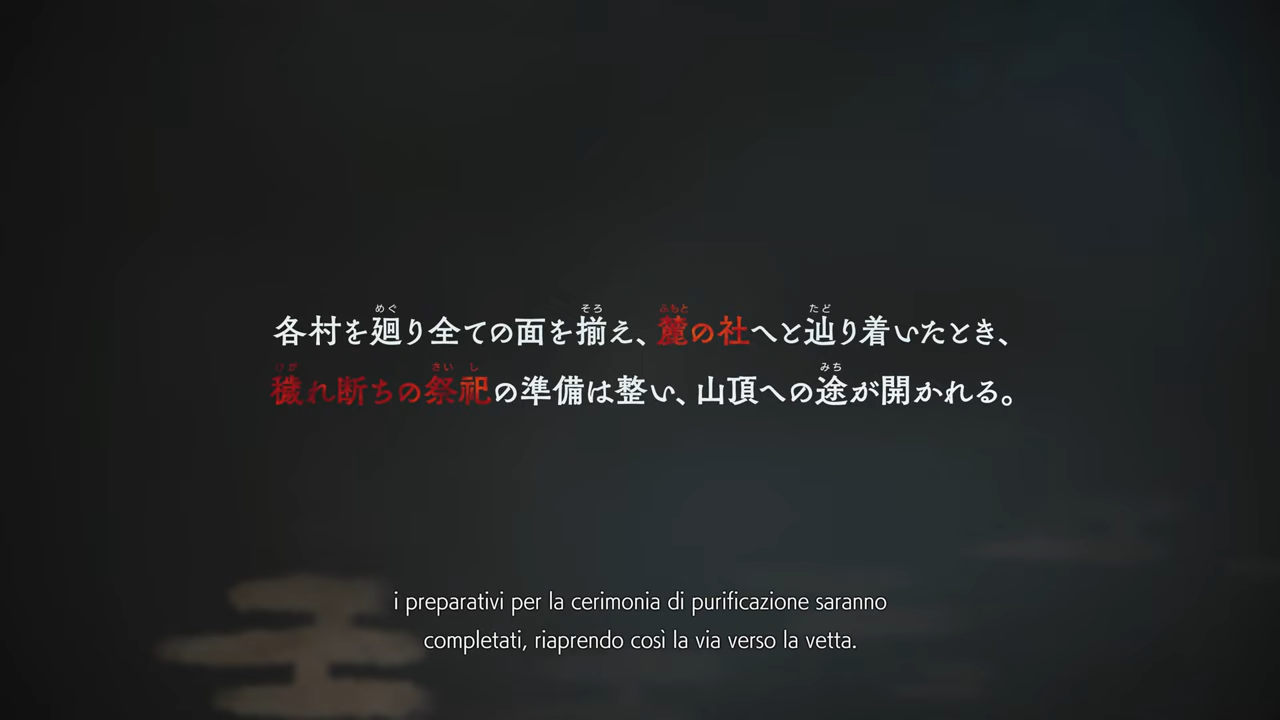 各村を廻り全ての面を揃え、麓の社へと辿り着いたとき、
穢れ断ちの祭祀の準備は整い、山頂への途が開かれる。
i preparativi per la cerimonia di purificazione saranno
completati, riaprendo così la via verso la vetta.